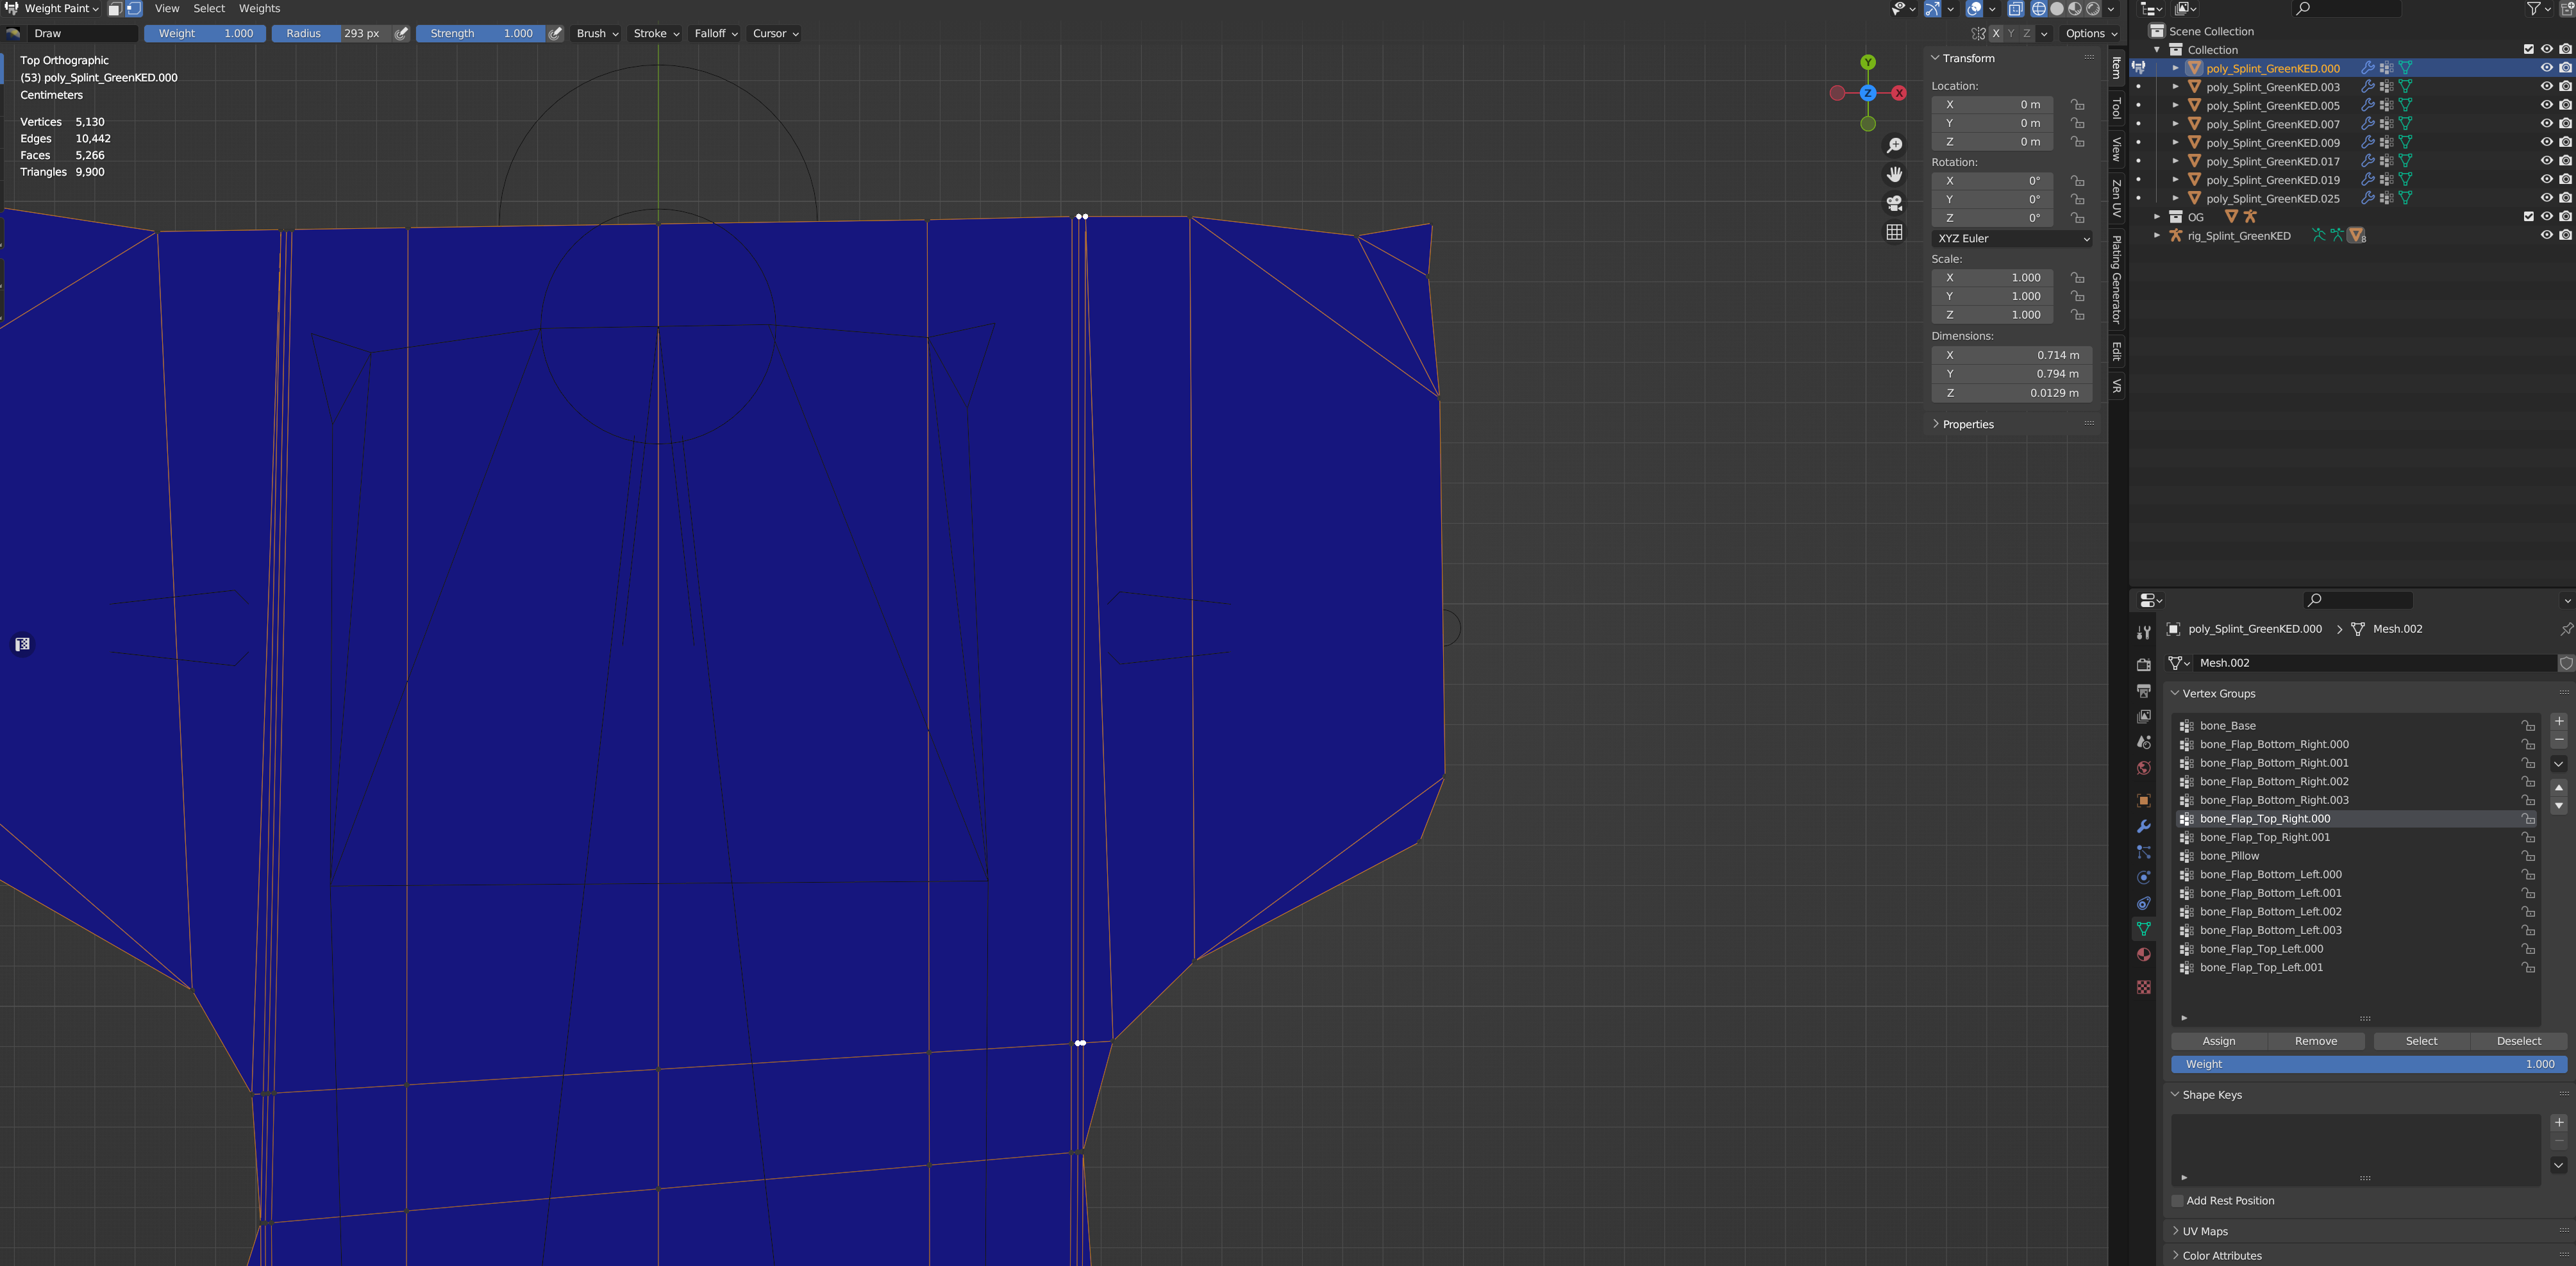 Weight Paint View Select Weights
Draw Weight 1.000 Radius 293 px Strength 1.000 Brush Stroke Falloff Cursor X Y Z Options
Top Orthographic
(53) poly_Splint_GreenKED.000
Centimeters
Vertices 5,130
Edges 10,442
Faces 5,266
Triangles 9,900
Y
Z X
Transform
Location:
X 0 m
Y 0 m
Z 0 m
Rotation:
X 0°
Y 0°
Z 0°
XYZ Euler
Scale:
X 1.000
Y 1.000
Z 1.000
Dimensions:
X 0.714 m
Y 0.794 m
Z 0.0129 m
Properties
Item
Tool
View
Zen UV
Plating Generator
Edit
VR
Scene Collection
Collection
poly_Splint_GreenKED.000
poly_Splint_GreenKED.003
poly_Splint_GreenKED.005
poly_Splint_GreenKED.007
poly_Splint_GreenKED.009
poly_Splint_GreenKED.017
poly_Splint_GreenKED.019
poly_Splint_GreenKED.025
OG
rig_Splint_GreenKED 8
poly_Splint_GreenKED.000 Mesh.002
Mesh.002
Vertex Groups
bone_Base
bone_Flap_Bottom_Right.000
bone_Flap_Bottom_Right.001
bone_Flap_Bottom_Right.002
bone_Flap_Bottom_Right.003
bone_Flap_Top_Right.000
bone_Flap_Top_Right.001
bone_Pillow
bone_Flap_Bottom_Left.000
bone_Flap_Bottom_Left.001
bone_Flap_Bottom_Left.002
bone_Flap_Bottom_Left.003
bone_Flap_Top_Left.000
bone_Flap_Top_Left.001
Assign Remove Select Deselect
Weight 1.000
Shape Keys
Add Rest Position
UV Maps
Color Attributes